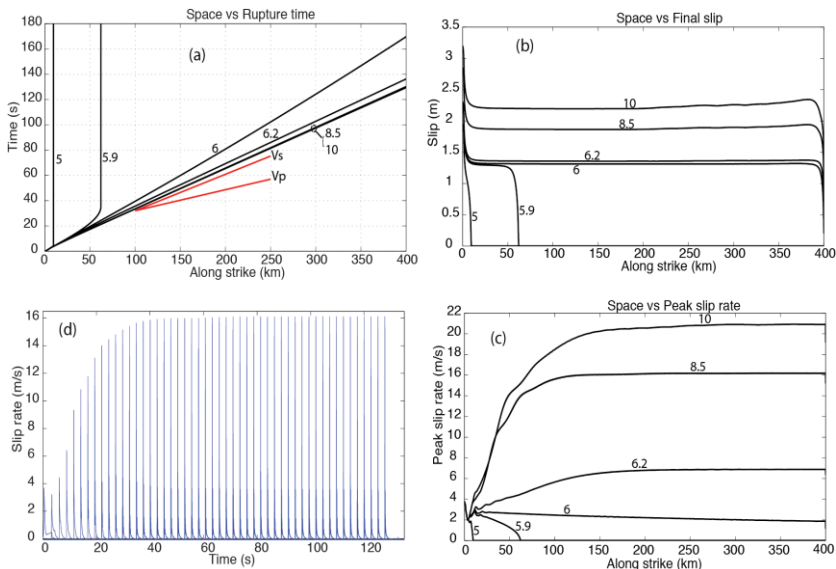 Space vs Rupture time
(a)
Time (s)
180
160
140
120
100
80
60
40
20
0
5
5.9
6
6.2
8.5
10
Vs
Vp
0 50 100 150 200 250 300 350 400
Along strike (km)
Space vs Final slip
(b)
Slip (m)
3.5
3
2.5
2
1.5
1
0.5
0
10
8.5
6.2
6
5
5.9
0 50 100 150 200 250 300 350 400
Along strike (km)
(d)
Slip rate (m/s)
16
14
12
10
8
6
4
2
0
0 20 40 60 80 100 120
Time (s)
Space vs Peak slip rate
(c)
Peak slip rate (m/s)
22
20
18
16
14
12
10
8
6
4
2
0
10
8.5
6.2
6
5
5.9
0 50 100 150 200 250 300 350 400
Along strike (km)